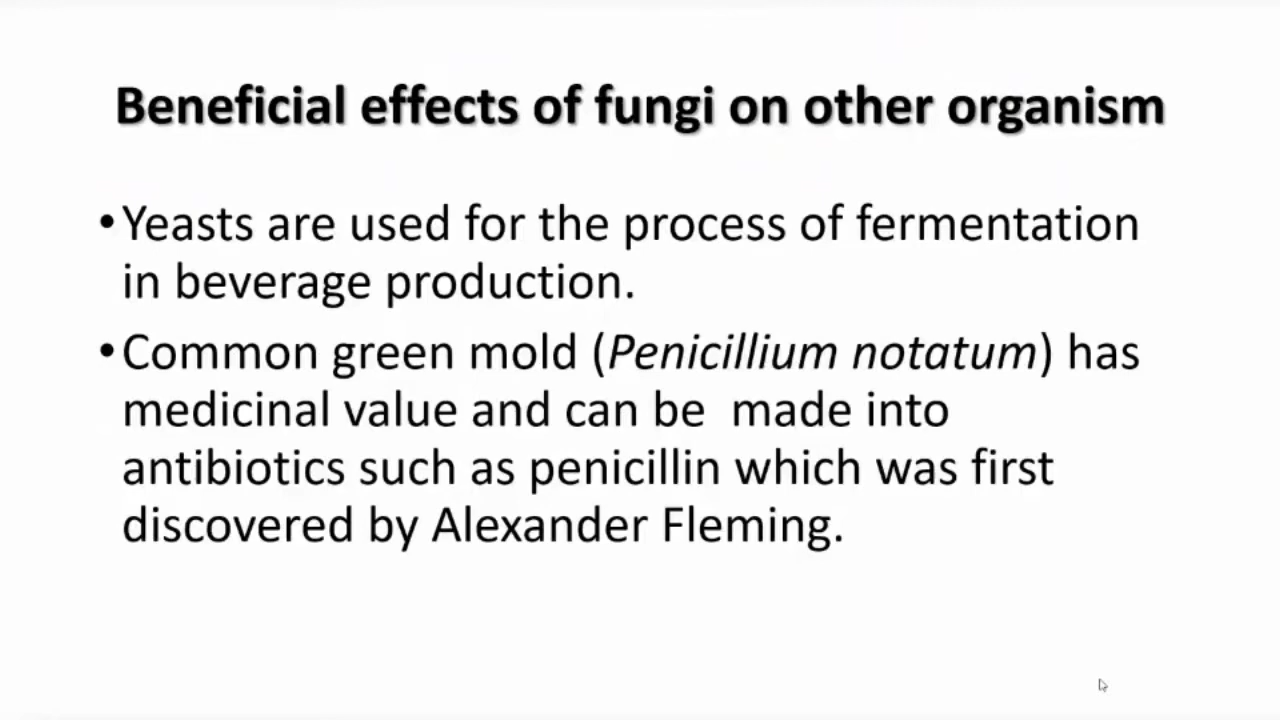 Beneficial effects of fungi on other organism
•Yeasts are used for the process of fermentation
in beverage production.
•Common green mold (Penicillium notatum) has
medicinal value and can be  made into
antibiotics such as penicillin which was first
discovered by Alexander Fleming.